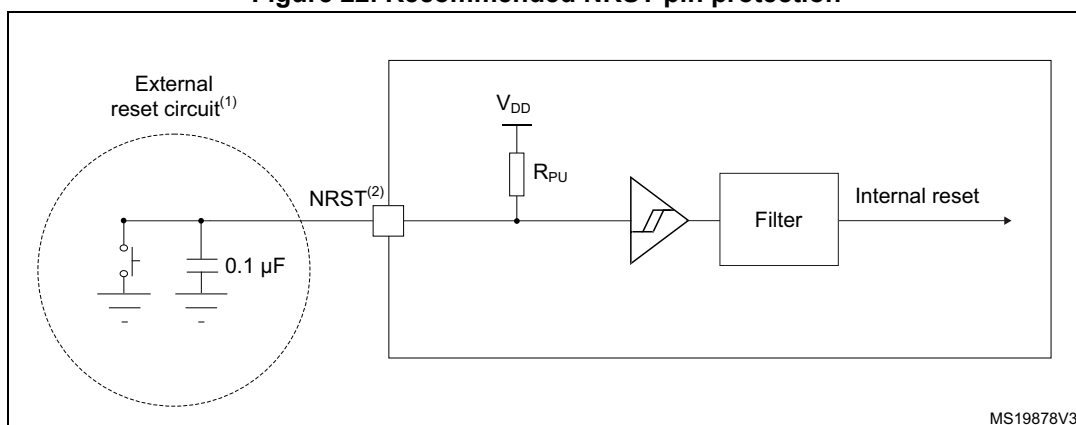 Figure 22. Recommended NRST pin protection
External
reset circuit(1)
VDD
RPU
NRST(2)
Filter
Internal reset
0.1 µF
MS19878V3